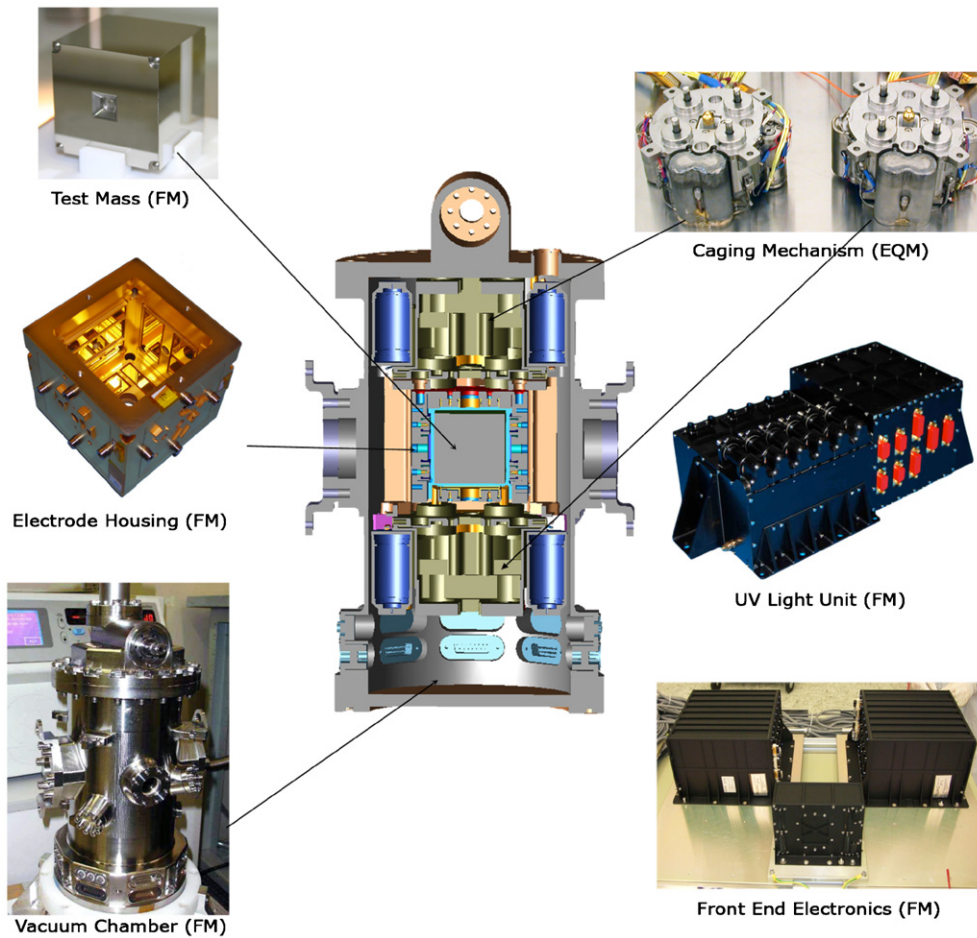 Test Mass (FM)
Caging Mechanism (EQM)
Electrode Housing (FM)
UV Light Unit (FM)
Vacuum Chamber (FM)
Front End Electronics (FM)